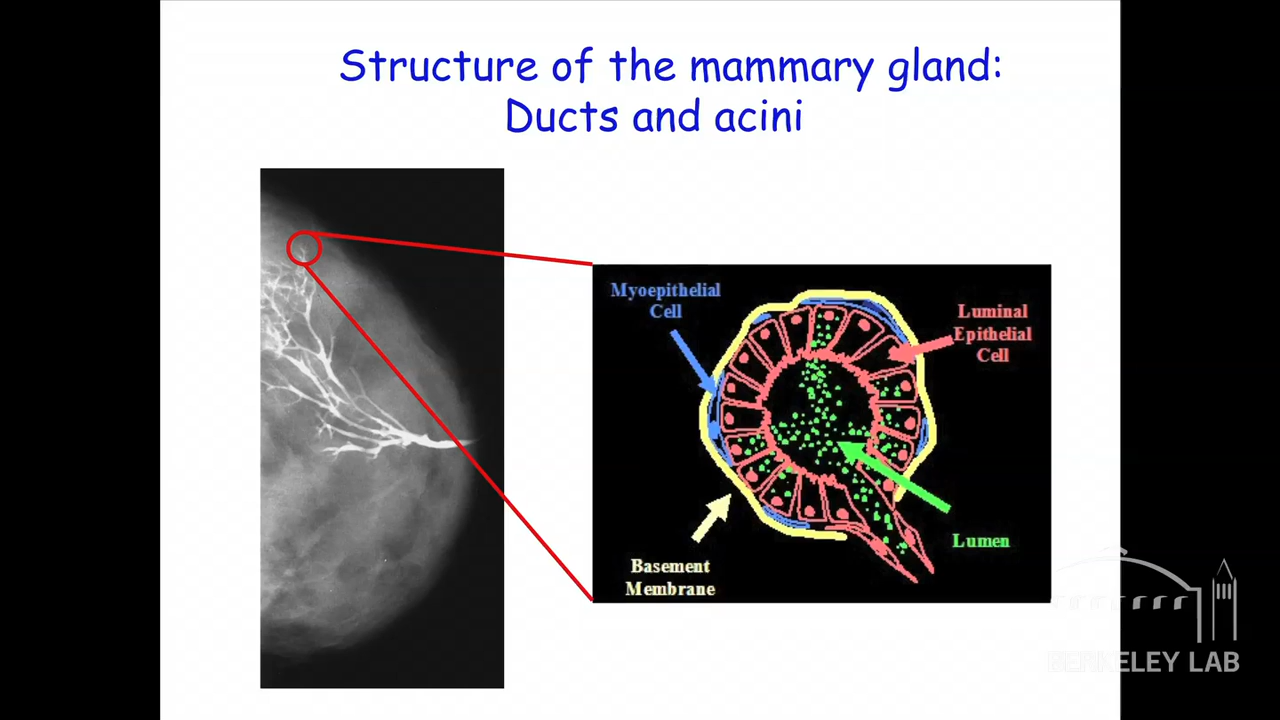 Structure of the mammary gland:
Ducts and acini
Myoepithelial
Cell
Luminal
Epithelial
Cell
Lumen
Basement
Membrane
BERKELEY LAB